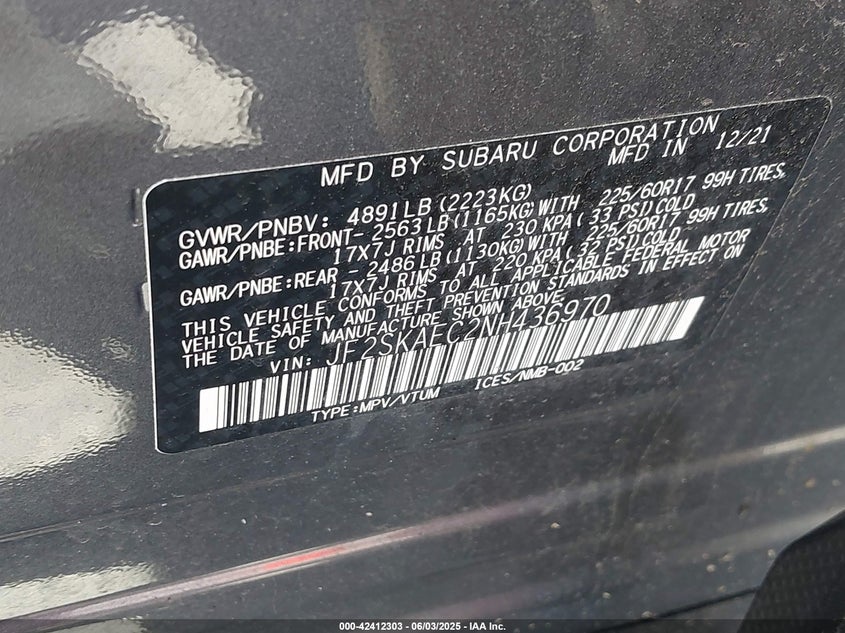 MFD BY SUBARU CORPORATION
MFD IN 12/21
GVWR/PNBV: 4891LB (2223KG)
GAWR/PNBE:FRONT- 2563LB(1165KG)WITH 225/60R17 99H TIRES,
17X7J RIMS AT 230 KPA( 33 PSI)COLD
GAWR/PNBE:REAR - 2486LB(1130KG)WITH 225/60R17 99H TIRES,
17X7J RIMS AT 220 KPA(32 PSI)COLD
THIS VEHICLE CONFORMS TO ALL APPLICABLE FEDERAL MOTOR
VEHICLE SAFETY AND THEFT PREVENTION STANDARDS IN EFFECT ON
THE DATE OF MANUFACTURE SHOWN ABOVE.
VIN: JF2SKAEC2NH436970
TYPE:MPV/VTUM ICES/NMB-002
000-42412303 - 06/03/2025 - IAA Inc.